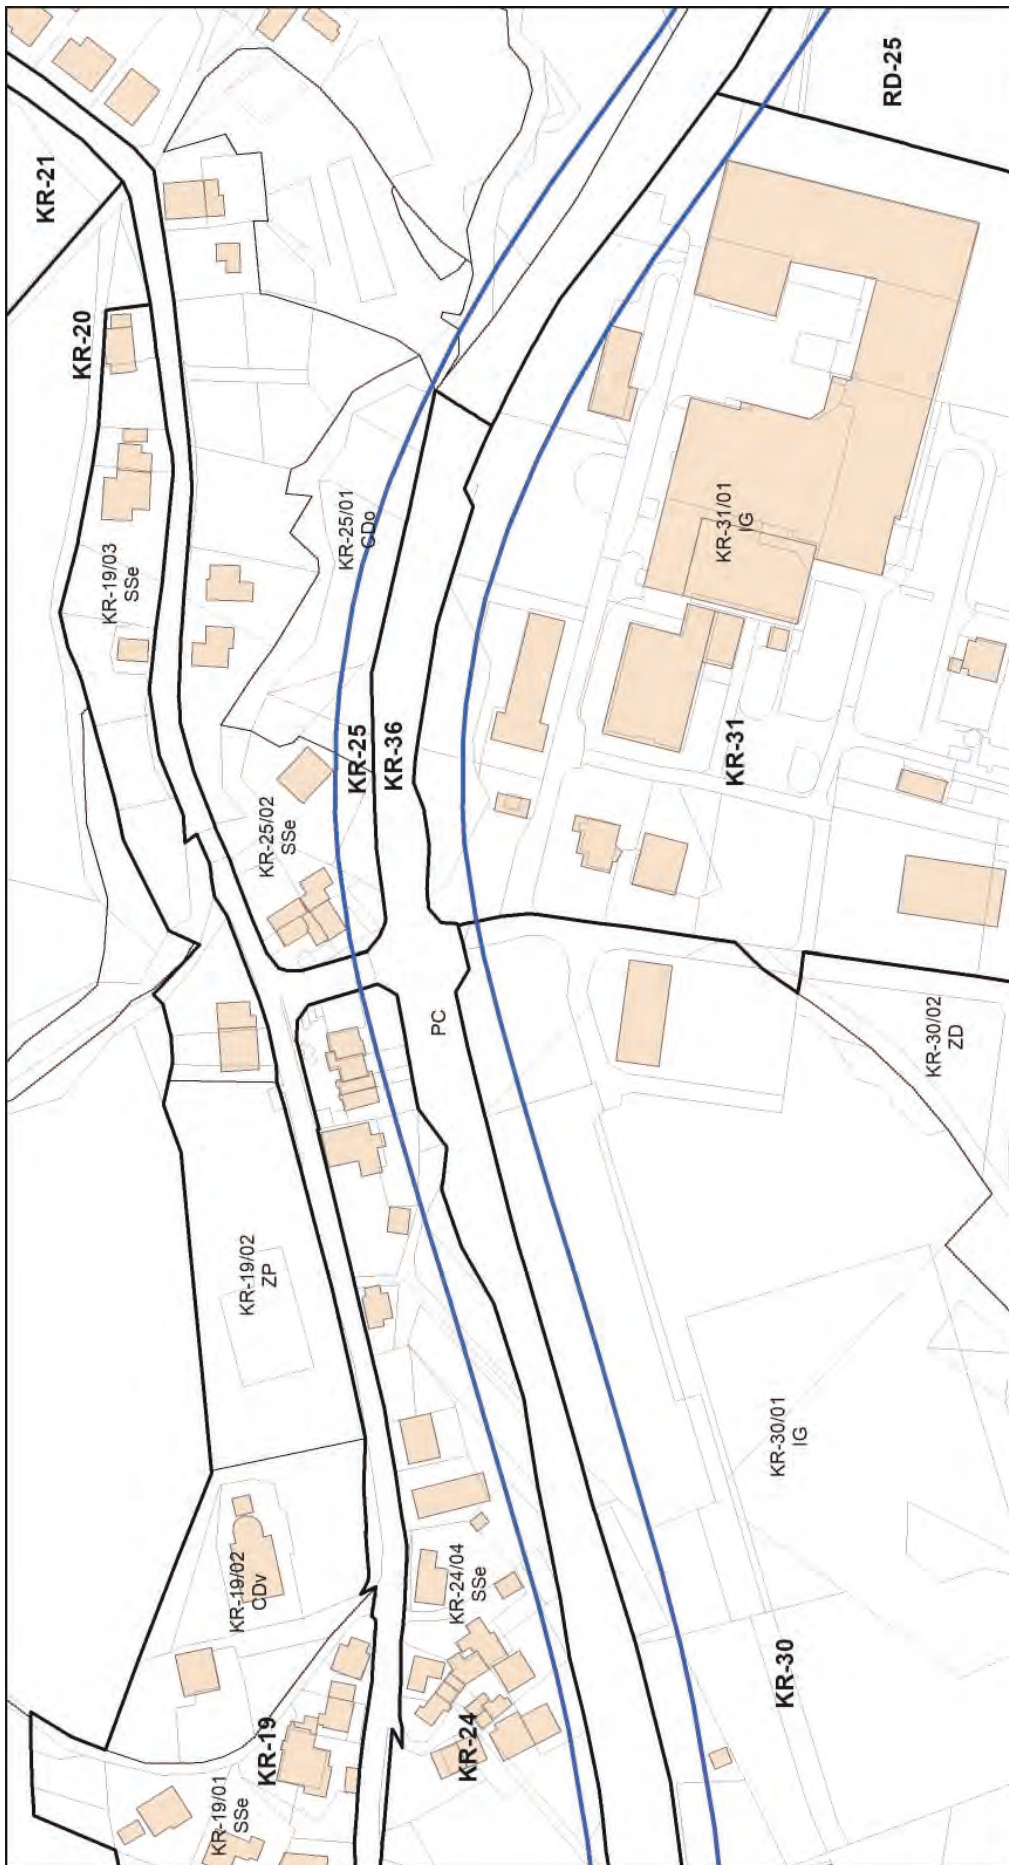 RD-25
KR-21
KR-20
KR-31/01
IG
KR-25/01
CDo
KR-19/03
SSe
KR-25
KR-36
KR-31
KR-25/02
SSe
PC
KR-30/02
ZD
KR-19/02
ZP
KR-30/01
IG
KR-19/02
CDv
KR-24/04
SSe
KR-30
KR-19
KR-24
KR-19/01
SSe